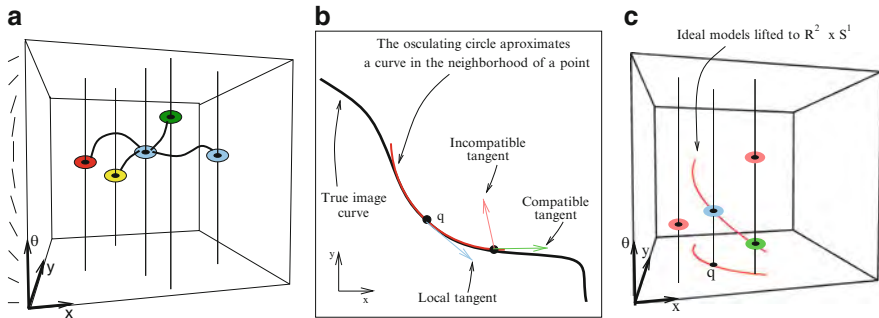 a
θ
y
x
b
The osculating circle aproximates
a curve in the neighborhood of a point
Incompatible
tangent
True image
curve
q
Compatible
tangent
y
x
Local tangent
c
Ideal models lifted to R² x S¹
θ
y
x
q